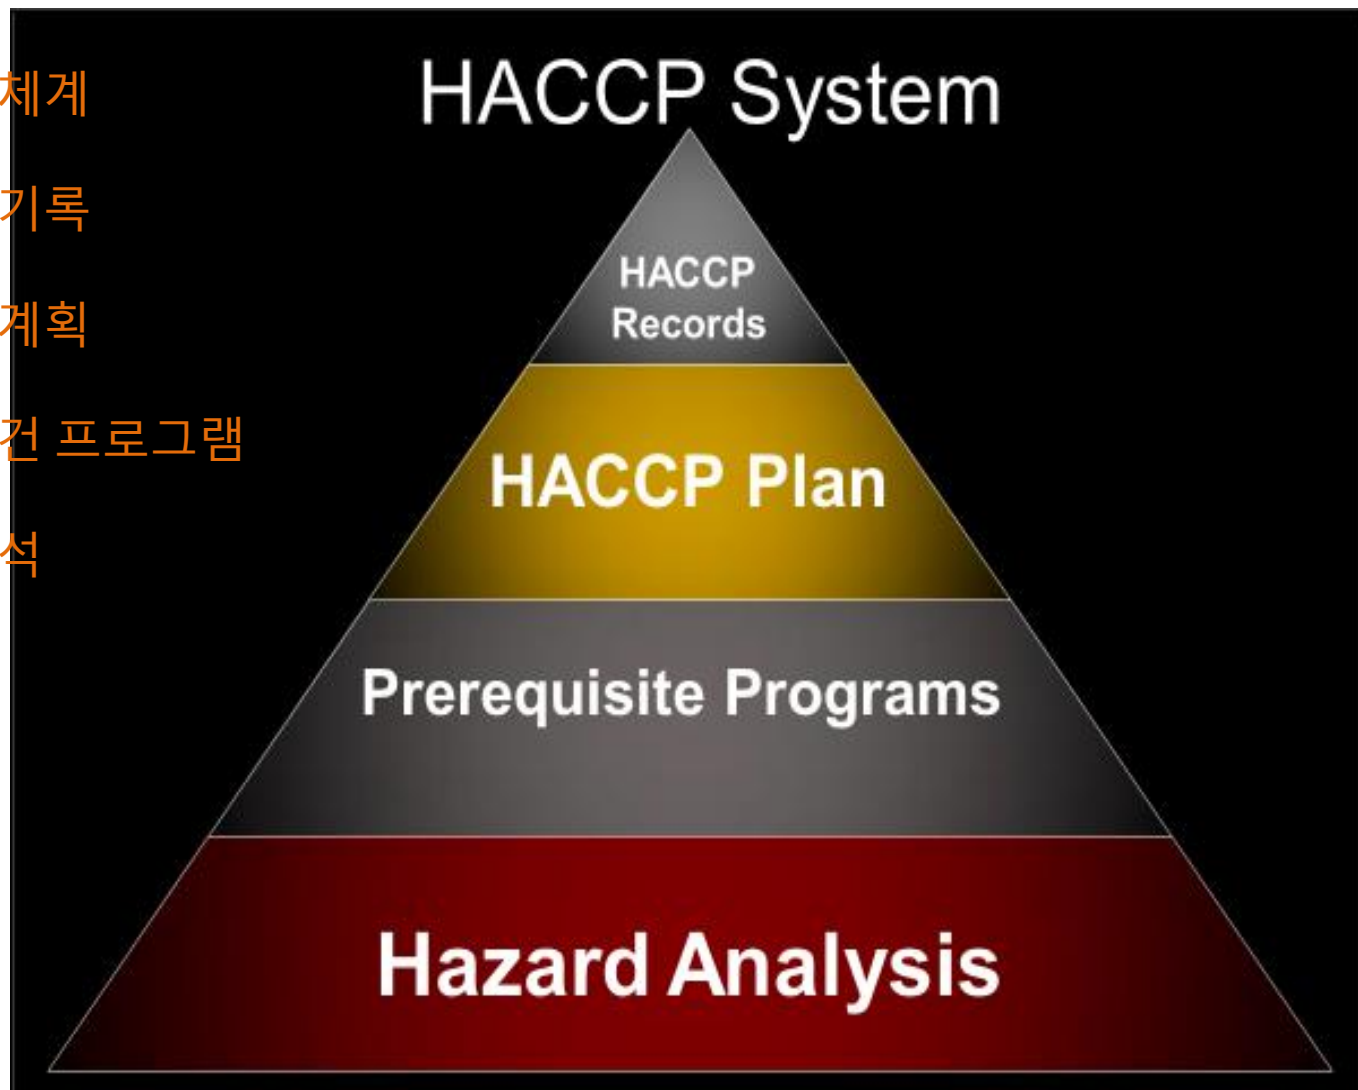 HACCP System
체계
기록
계획
건 프로그램
석
HACCP
Records
HACCP Plan
Prerequisite Programs
Hazard Analysis